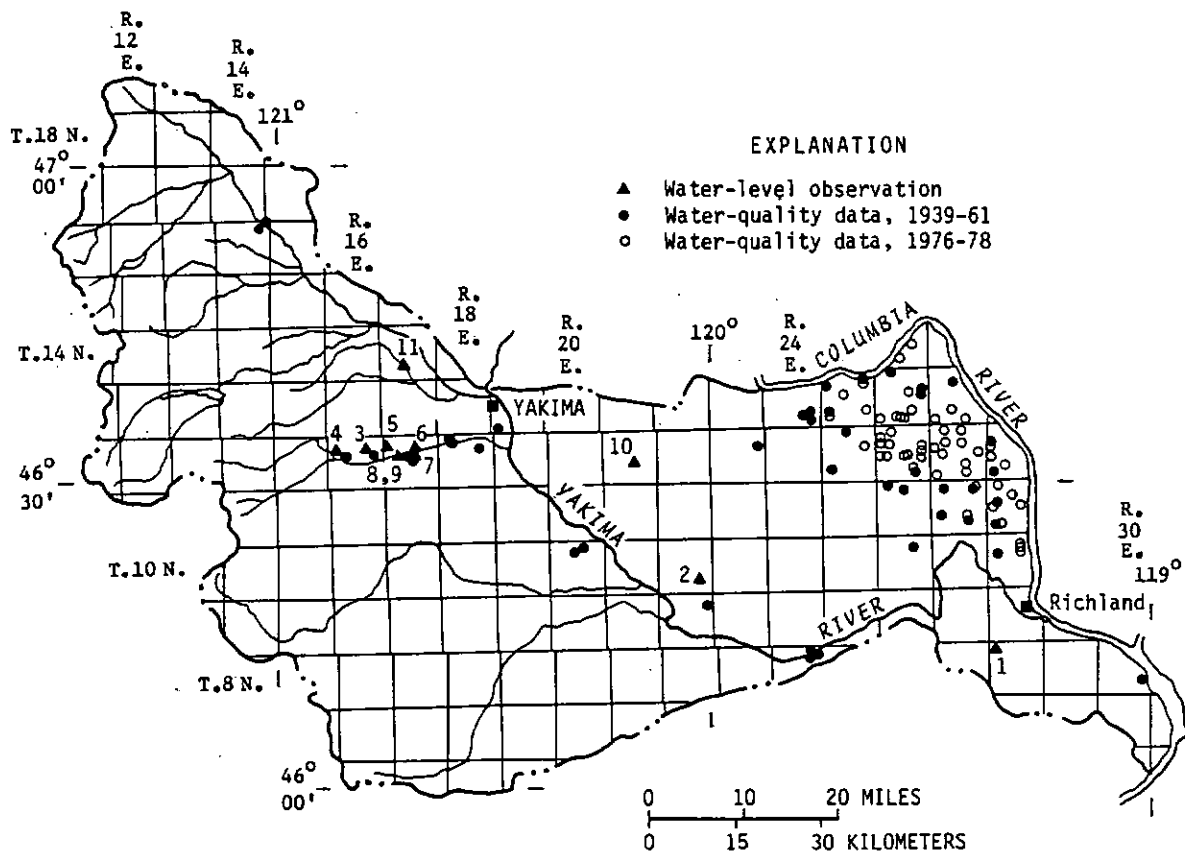 R.
12
E.
R.
14
E.
121°
T.18 N.
47°
00'
EXPLANATION
Water-level observation
Water-quality data, 1939-61
Water-quality data, 1976-78
R.
16
E.
R.
18
E.
R.
20
E.
120°
R.
24
E.
COLUMBIA
RIVER
T.14 N.
11
YAKIMA
4
3
5
6
10
8,9
7
46°
30'
YAKIMA
R.
30
E.
119°
T.10 N.
2
RIVER
Richland
1
T.8 N.
46°
00'
0 10 20 MILES
0 15 30 KILOMETERS